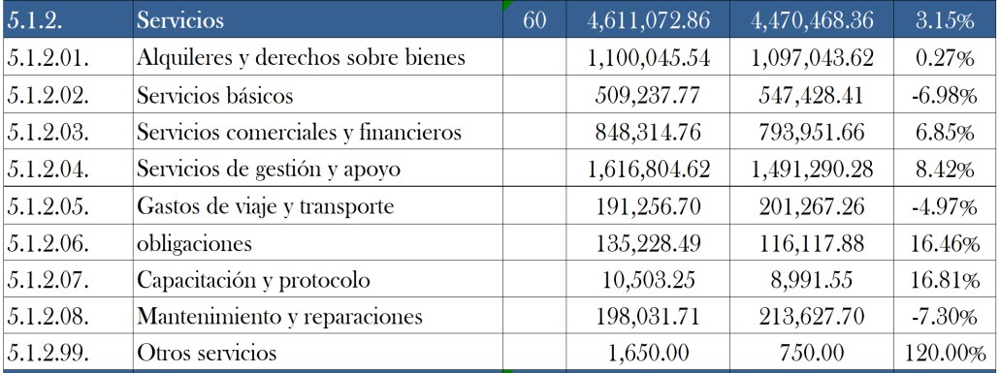 5.1.2. Servicios 60 4,611,072.86 4,470,468.36 3.15%
5.1.2.01. Alquileres y derechos sobre bienes 1,100,045.54 1,097,043.62 0.27%
5.1.2.02. Servicios básicos 509,237.77 547,428.41 -6.98%
5.1.2.03. Servicios comerciales y financieros 848,314.76 793,951.66 6.85%
5.1.2.04. Servicios de gestión y apoyo 1,616,804.62 1,491,290.28 8.42%
5.1.2.05. Gastos de viaje y transporte 191,256.70 201,267.26 -4.97%
5.1.2.06. obligaciones 135,228.49 116,117.88 16.46%
5.1.2.07. Capacitación y protocolo 10,503.25 8,991.55 16.81%
5.1.2.08. Mantenimiento y reparaciones 198,031.71 213,627.70 -7.30%
5.1.2.99. Otros servicios 1,650.00 750.00 120.00%